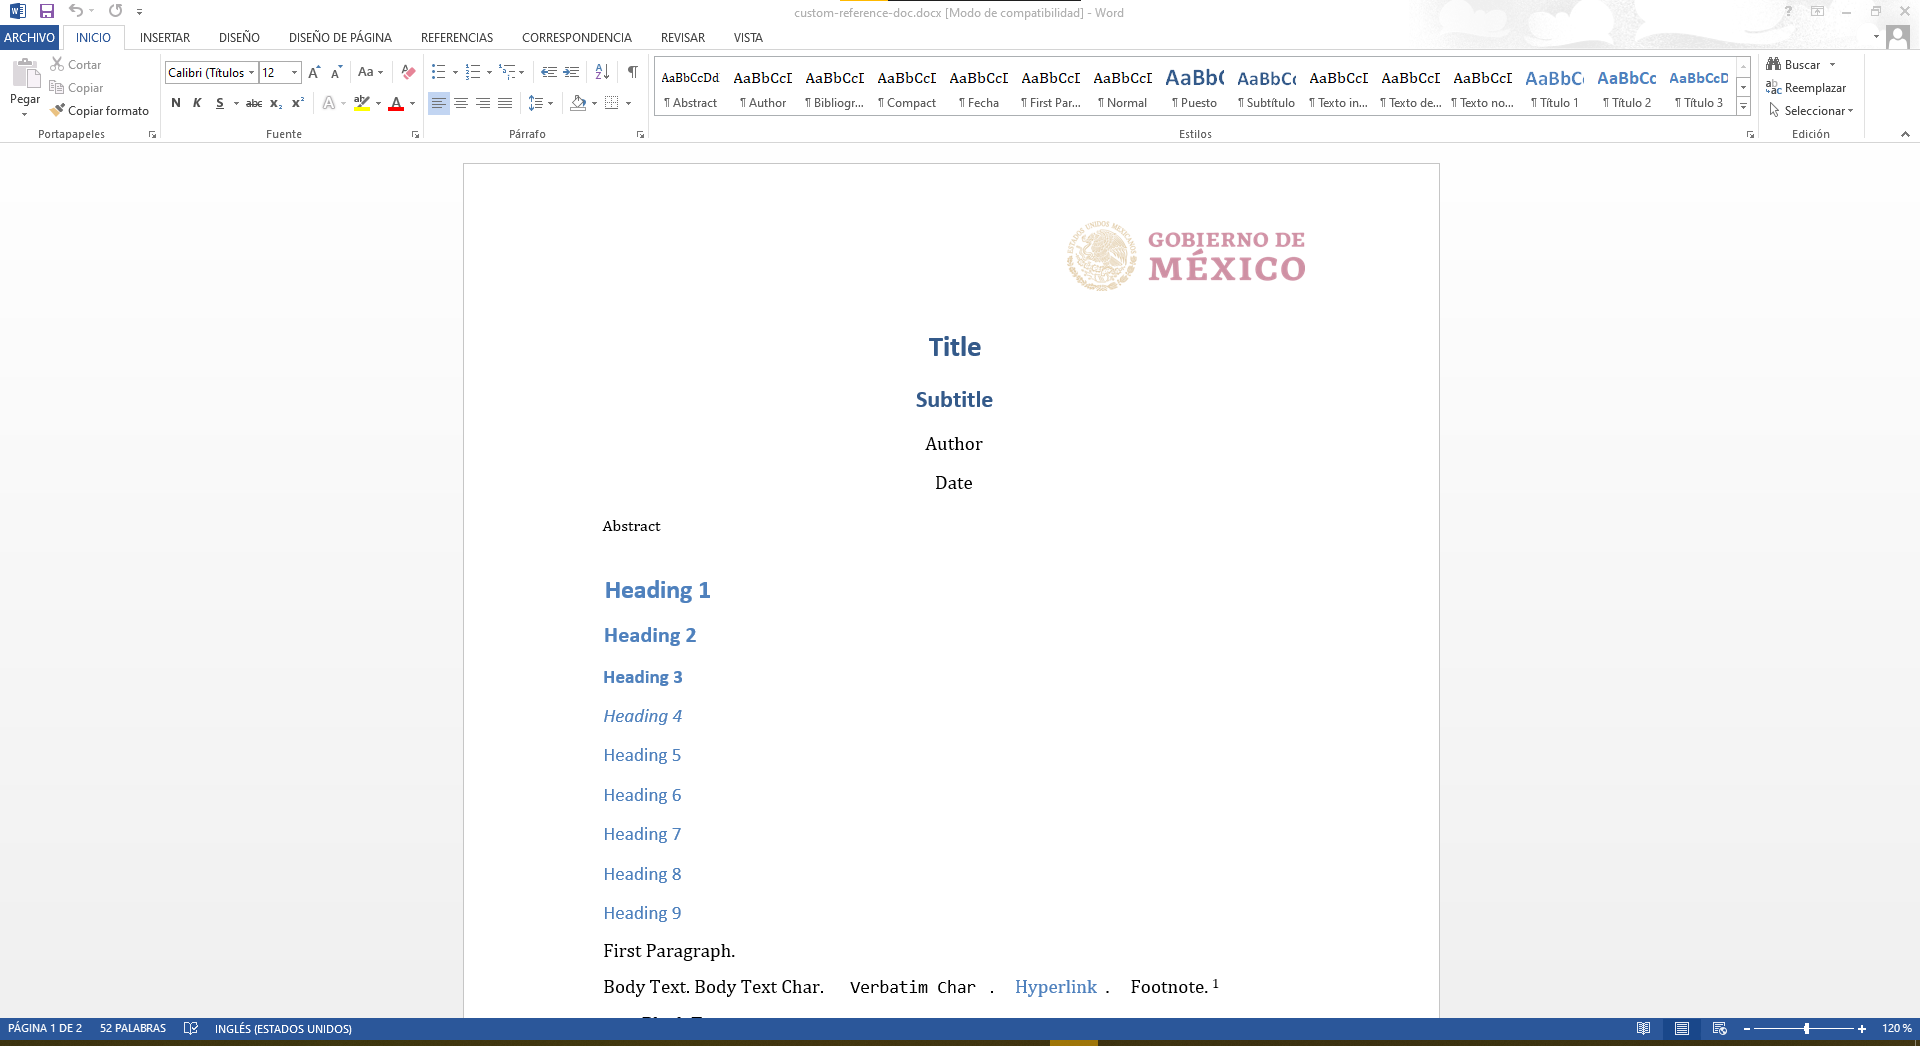 custom-reference-doc.docx [Modo de compatibilidad] - Word
ARCHIVO INICIO INSERTAR DISEÑO DISEÑO DE PÁGINA REFERENCIAS CORRESPONDENCIA REVISAR VISTA
Pegar
Cortar
Copiar
Copiar formato
Portapapeles
Calibri (Títulos 12
N K S abc x₂ x²
Fuente
Párrafo
AaBbCcDd AaBbCcI AaBbCcI AaBbCcI AaBbCcI AaBbCcI AaBbCcI AaBb( AaBbCc AaBbCcI AaBbCcI AaBbCcI AaBbC AaBbCc AaBbCcD
¶ Abstract ¶ Author ¶ Bibliogr... ¶ Compact ¶ Fecha ¶ First Par... ¶ Normal ¶ Puesto ¶ Subtítulo ¶ Texto in... ¶ Texto de... ¶ Texto no... ¶ Título 1 ¶ Título 2 ¶ Título 3
Estilos
Buscar
Reemplazar
Seleccionar
Edición
ESTADOS UNIDOS MEXICANOS
GOBIERNO DE
MÉXICO
Title
Subtitle
Author
Date
Abstract
Heading 1
Heading 2
Heading 3
Heading 4
Heading 5
Heading 6
Heading 7
Heading 8
Heading 9
First Paragraph.
Body Text. Body Text Char. Verbatim Char . Hyperlink . Footnote. 1
PÁGINA 1 DE 2 52 PALABRAS INGLÉS (ESTADOS UNIDOS) 120 %